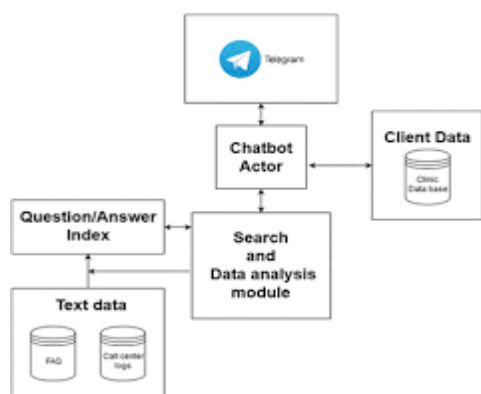 Telegram
Chatbot
Actor
Client Data
Clinic
Data base
Question/Answer
Index
Search
and
Data analysis
module
Text data
FAQ
Call center
logs